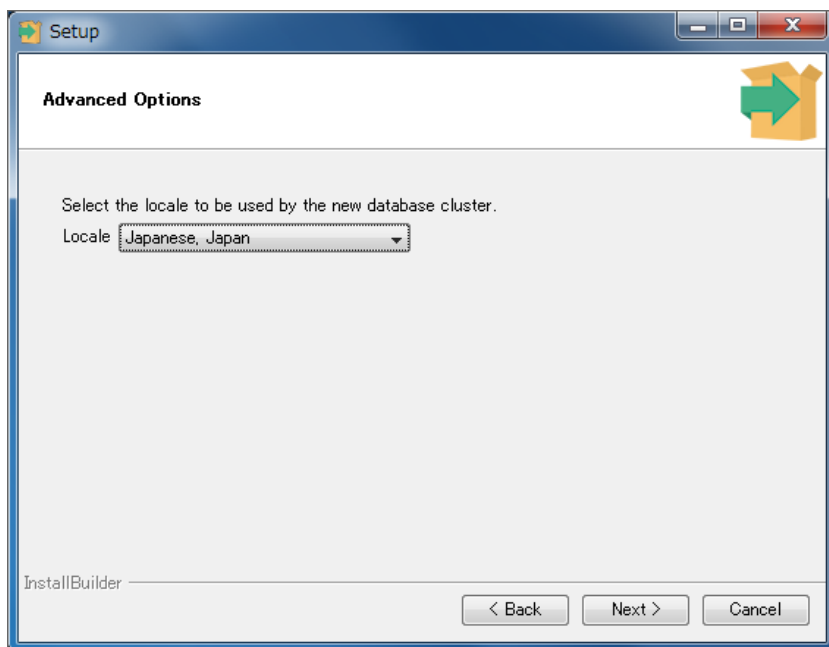 Setup
Advanced Options
Select the locale to be used by the new database cluster.
Locale Japanese, Japan
InstallBuilder
< Back Next > Cancel